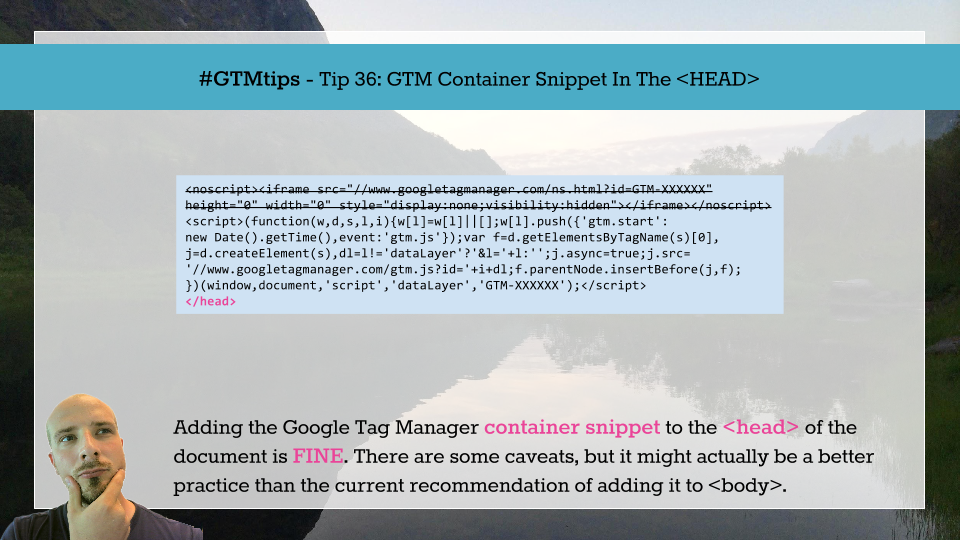 #GTMtips - Tip 36: GTM Container Snippet In The <HEAD>
<noscript><iframe src="//www.googletagmanager.com/ns.html?id=GTM-XXXXXX"
height="0" width="0" style="display:none;visibility:hidden"></iframe></noscript>
<script>(function(w,d,s,l,i){w[l]=w[l]||[];w[l].push({'gtm.start':
new Date().getTime(),event:'gtm.js'});var f=d.getElementsByTagName(s)[0],
j=d.createElement(s),dl=l!='dataLayer'?'&l='+l:'';j.async=true;j.src=
'//www.googletagmanager.com/gtm.js?id='+i+dl;f.parentNode.insertBefore(j,f);
})(window,document,'script','dataLayer','GTM-XXXXXX');</script>
</head>
Adding the Google Tag Manager container snippet to the <head> of the
document is FINE. There are some caveats, but it might actually be a better
practice than the current recommendation of adding it to <body>.